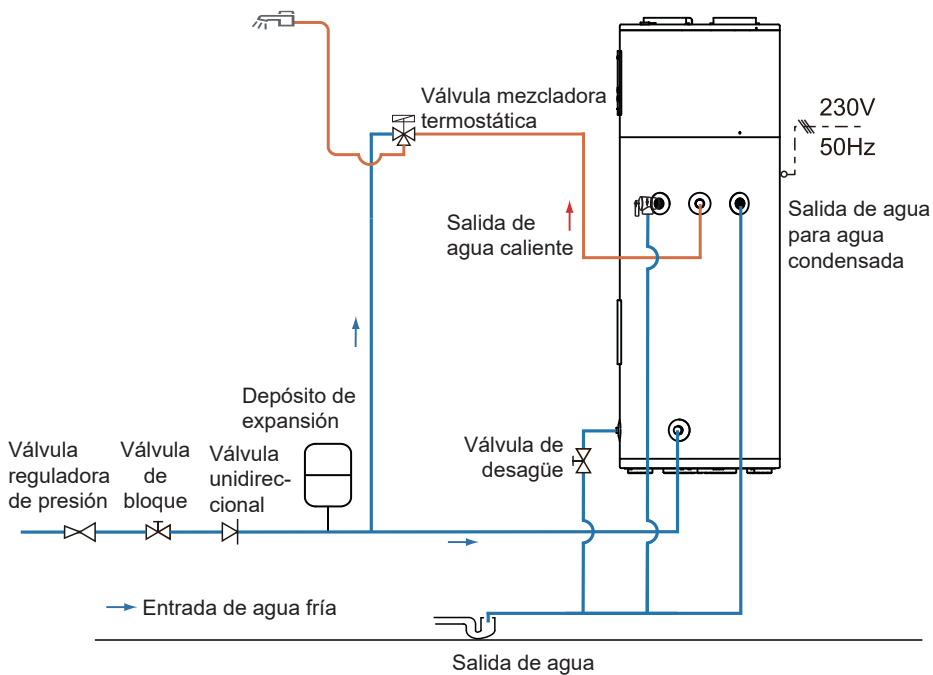 Válvula mezcladora
termostática
230V
50Hz
Salida de
agua caliente
Salida de agua
para agua
condensada
Depósito de
expansión
Válvula
reguladora
de presión
Válvula
de
bloque
Válvula
unidirec-
cional
Válvula de
desagüe
Entrada de agua fría
Salida de agua